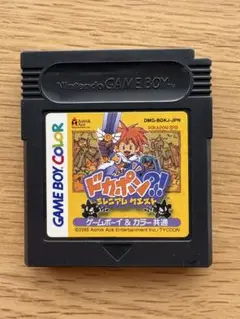 Nintendo GAME BOY
DMG-BDKJ-JPN
Asmik
Ace
GAME BOY COLOR
ドカポン?!
ミレニアム クエスト
ゲームボーイ & カラー共通
©2000 Asmik Ace Entertainment Inc/TYCOON